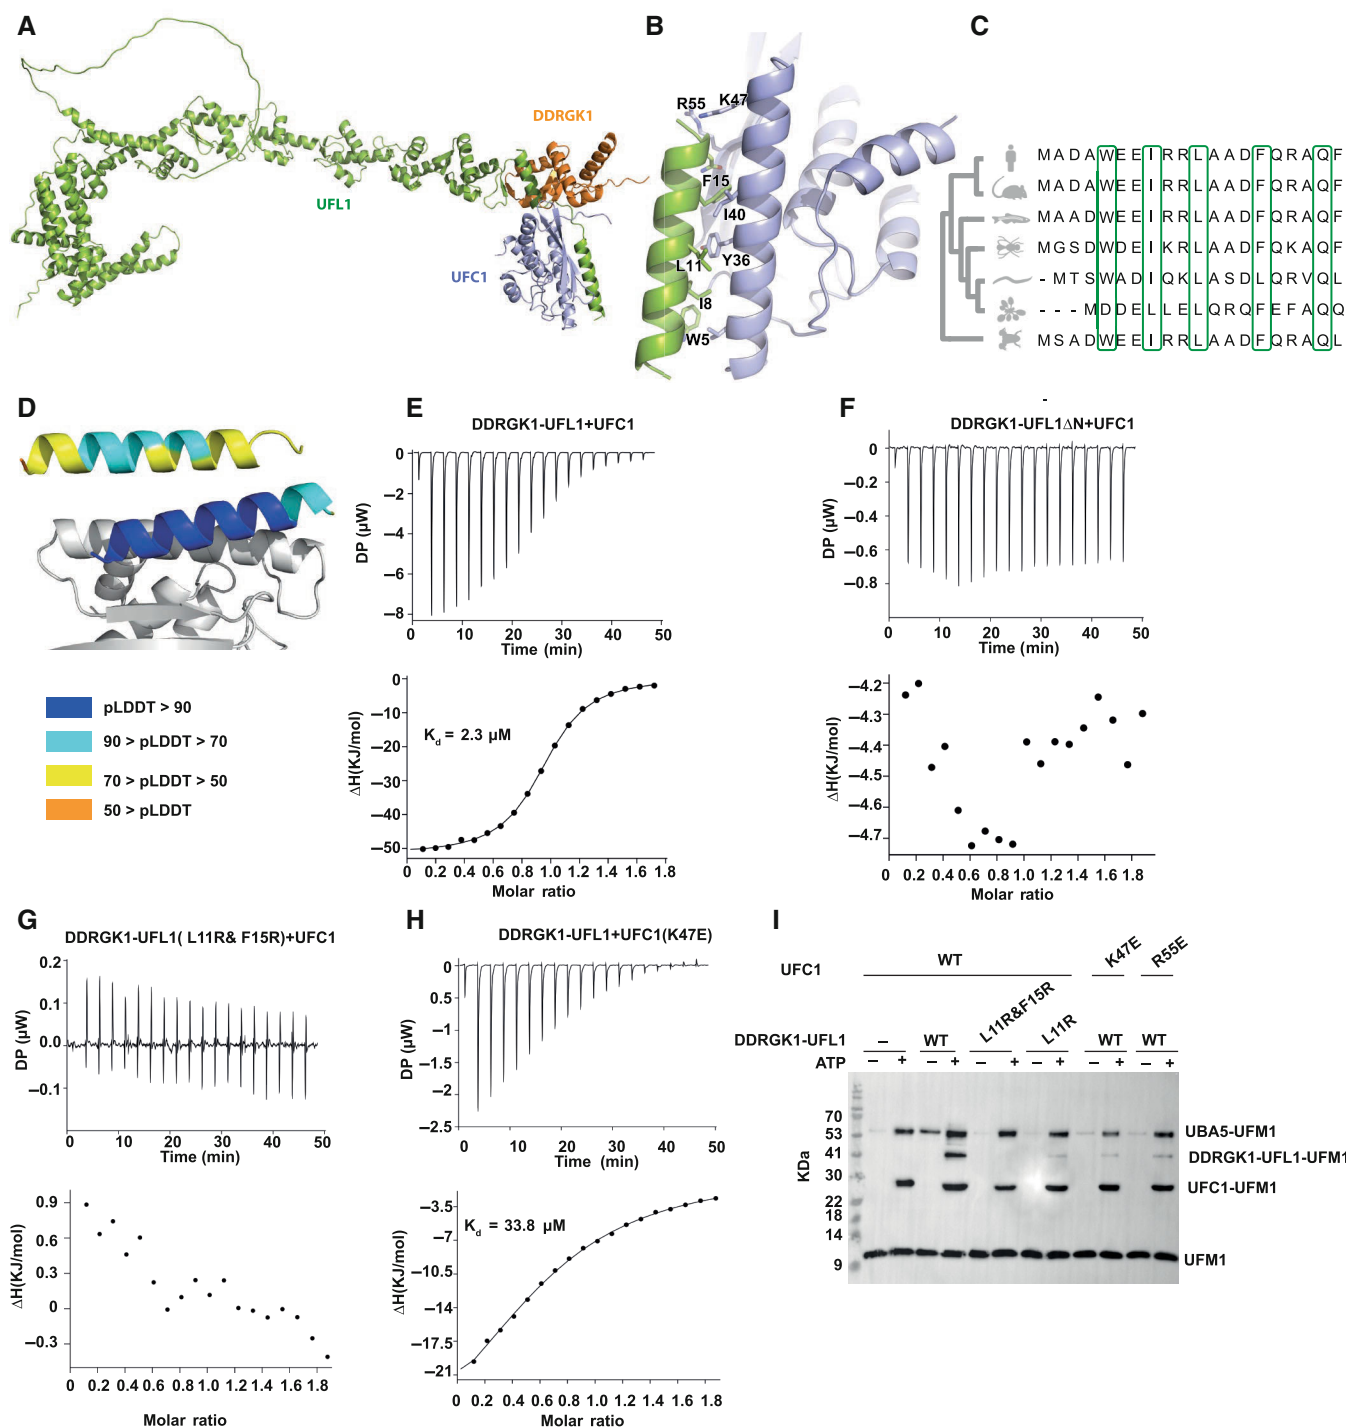 A
DDRGK1
UFL1
UFC1
B
R55
K47
F15
I40
L11
Y36
I8
W5
C
M A D A W E E I R R L A A D F Q R A Q F
M A D A W E E I R R L A A D F Q R A Q F
M A A D W E E I R R L A A D F Q R A Q F
M G S D W D E I K R L A A D F Q K A Q F
- M T S W A D I Q K L A S D L Q R V Q L
- - - M D D E L L E L Q R Q F E F A Q Q
M S A D W E E I R R L A A D F Q R A Q L
D
pLDDT > 90
90 > pLDDT > 70
70 > pLDDT > 50
50 > pLDDT
E
DDRGK1-UFL1+UFC1
0
–2
–4
–6
–8
DP (µW)
0 10 20 30 40 50
Time (min)
0
–10
–20
–30
–40
–50
ΔH(KJ/mol)
Kd = 2.3 µM
0 0.2 0.4 0.6 0.8 1.0 1.2 1.4 1.6 1.8
Molar ratio
F
-
DDRGK1-UFL1ΔN+UFC1
0
–0.2
–0.4
–0.6
–0.8
DP (µW)
0 10 20 30 40 50
Time (min)
–4.2
–4.3
–4.4
–4.5
–4.6
–4.7
ΔH(KJ/mol)
0 0.2 0.4 0.6 0.8 1.0 1.2 1.4 1.6 1.8
Molar ratio
G
DDRGK1-UFL1( L11R& F15R)+UFC1
0.2
0.1
0.0
–0.1
DP (µW)
0 10 20 30 40 50
Time (min)
0.9
0.6
0.3
0
–0.3
ΔH(KJ/mol)
0 0.2 0.4 0.6 0.8 1.0 1.2 1.4 1.6 1.8
Molar ratio
H
DDRGK1-UFL1+UFC1(K47E)
0
0.5
–1
–1.5
–2
–2.5
DP (µW)
0 10 20 30 40 50
Time (min)
–3.5
–7
–10.5
–14
–17.5
–21
ΔH(KJ/mol)
Kd = 33.8 µM
0 0.2 0.4 0.6 0.8 1.0 1.2 1.4 1.6 1.8
Molar ratio
I
UFC1 WT K47E R55E
DDRGK1-UFL1 – WT L11R&F15R L11R WT WT
ATP – + – + – + – + – + – +
KDa
70
53
41
30
22
18
14
9
UBA5-UFM1
DDRGK1-UFL1-UFM1
UFC1-UFM1
UFM1